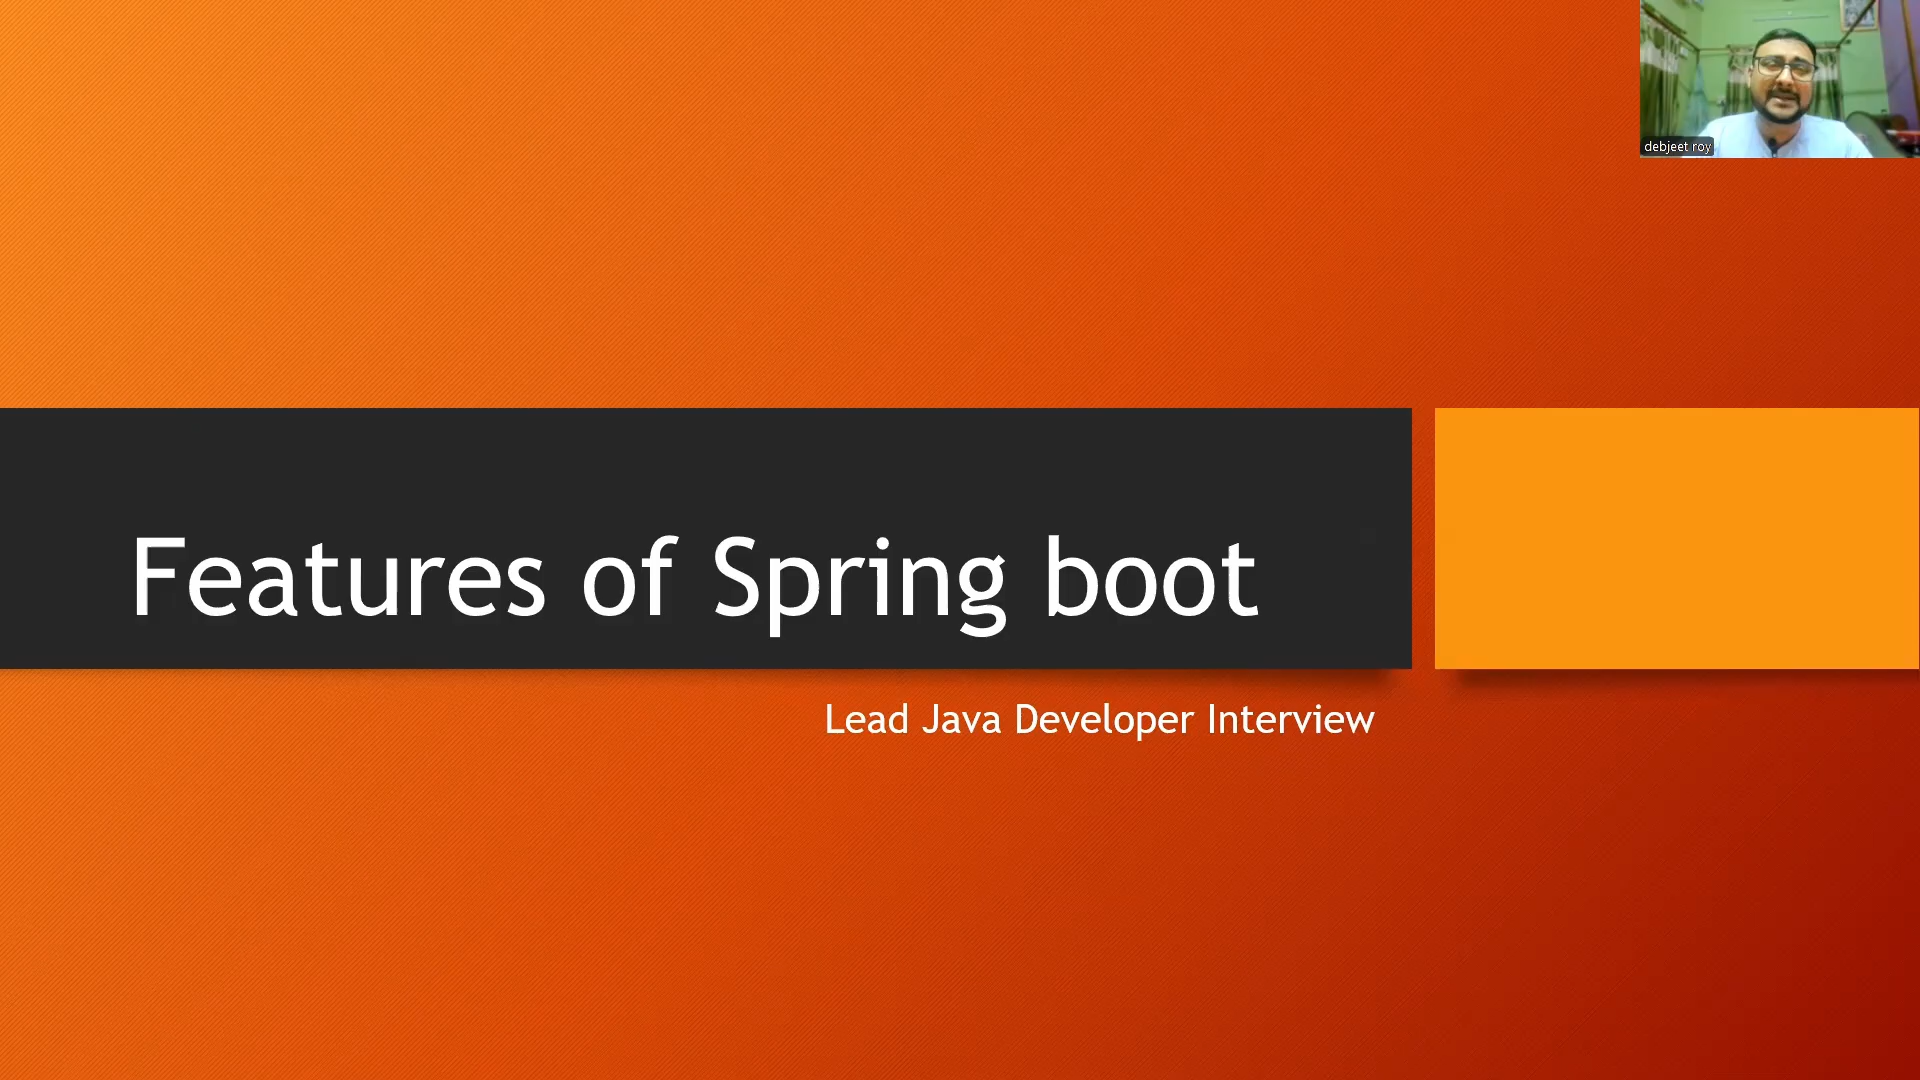 debjeet roy
Features of Spring boot
Lead Java Developer Interview